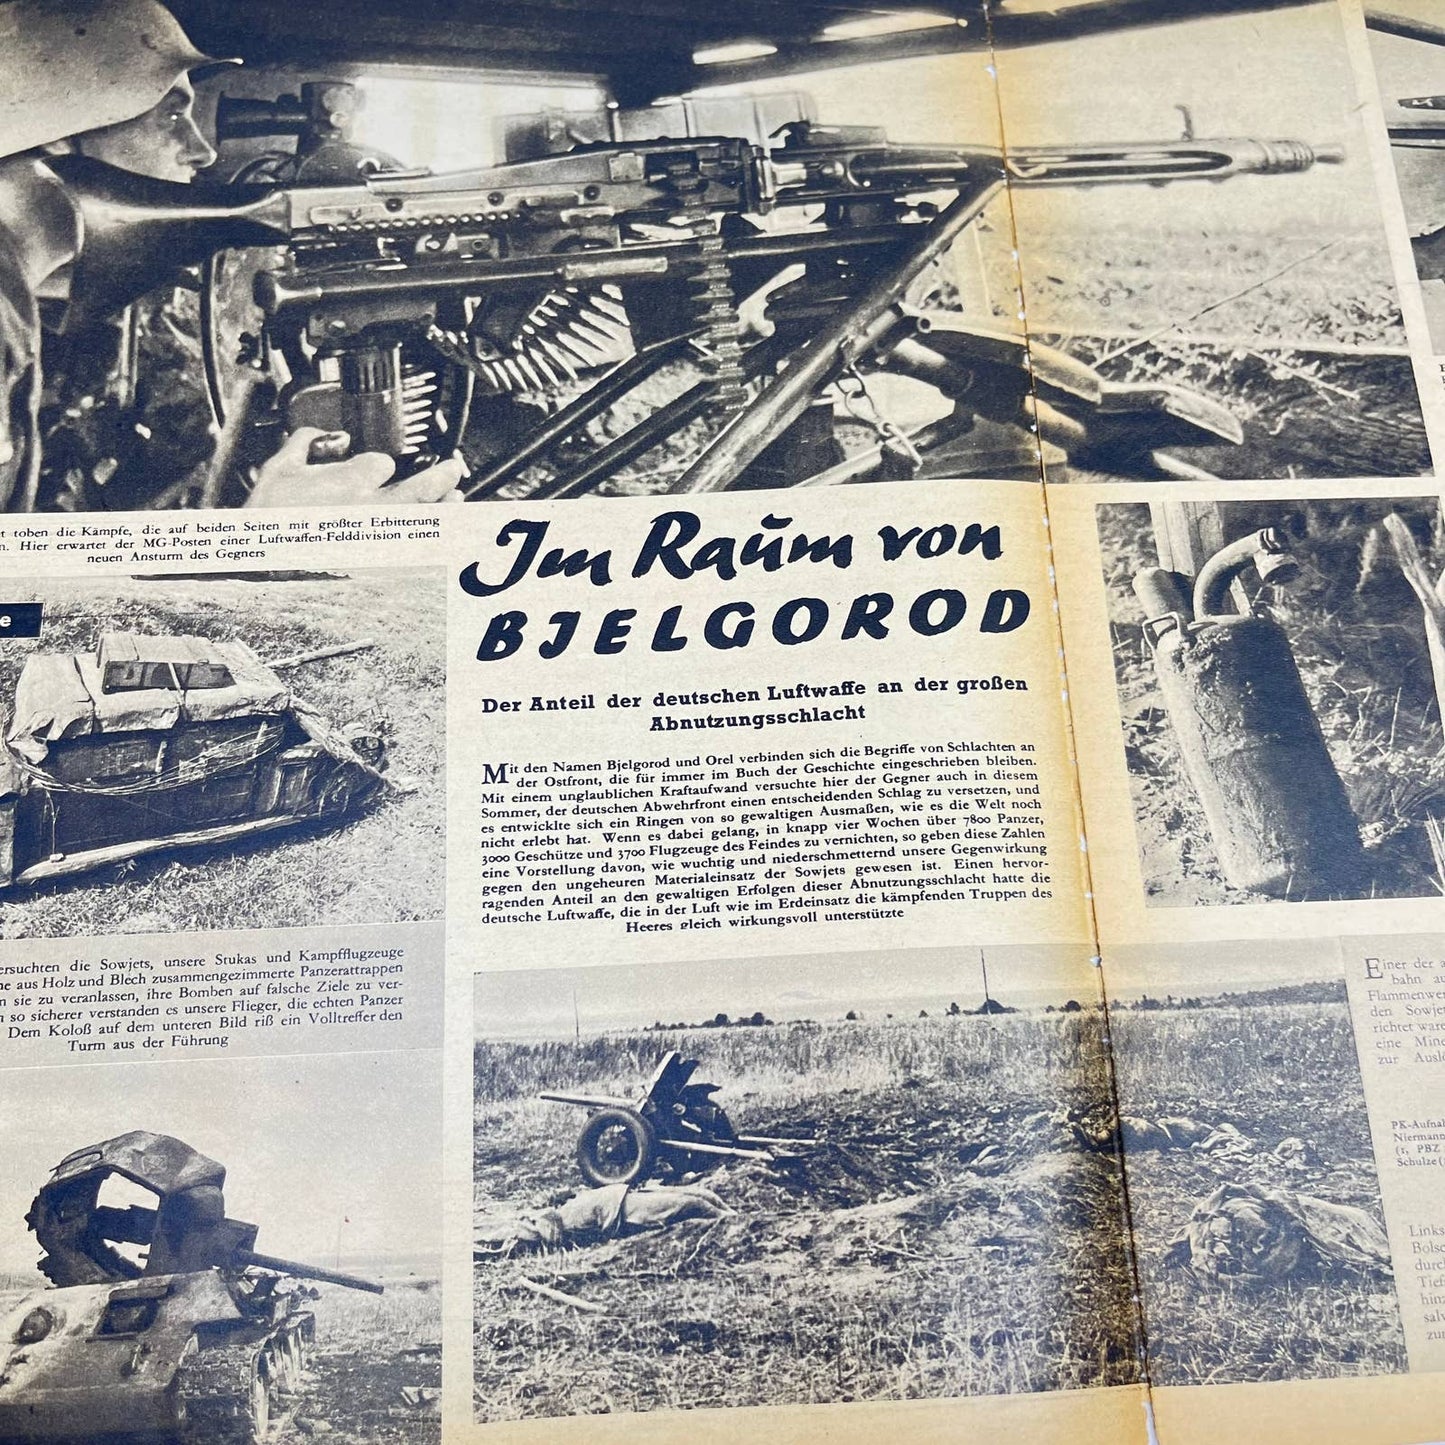 t toben die Kämpfe, die auf beiden Seiten mit größter Erbitterung
n. Hier erwartet der MG-Posten einer Luftwaffen-Felddivision einen
neuen Ansturm des Gegners
e
Im Raum von
BJELGOROD
Der Anteil der deutschen Luftwaffe an der großen
Abnutzungsschlacht
Mit den Namen Bjelgorod und Orel verbinden sich die Begriffe von Schlachten an
der Ostfront, die für immer im Buch der Geschichte eingeschrieben bleiben.
Mit einem unglaublichen Kraftaufwand versuchte hier der Gegner auch in diesem
Sommer, der deutschen Abwehrfront einen entscheidenden Schlag zu versetzen, und
es entwicklte sich ein Ringen von so gewaltigen Ausmaßen, wie es die Welt noch
nicht erlebt hat. Wenn es dabei gelang, in knapp vier Wochen über 7800 Panzer,
3000 Geschütze und 3700 Flugzeuge des Feindes zu vernichten, so geben diese Zahlen
eine Vorstellung davon, wie wuchtig und niederschmetternd unsere Gegenwirkung
gegen den ungeheuren Materialeinsatz der Sowjets gewesen ist. Einen hervor-
ragenden Anteil an den gewaltigen Erfolgen dieser Abnutzungsschlacht hatte die
deutsche Luftwaffe, die in der Luft wie im Erdeinsatz die kämpfenden Truppen des
Heeres gleich wirkungsvoll unterstützte
ersuchten die Sowjets, unsere Stukas und Kampfflugzeuge
ne aus Holz und Blech zusammengezimmerte Panzerattrappen
n sie zu veranlassen, ihre Bomben auf falsche Ziele zu ver-
n so sicherer verstanden es unsere Flieger, die echten Panzer
Dem Koloß auf dem unteren Bild riß ein Volltreffer den
Turm aus der Führung
Einer der a
bahn au
Flammenwe
den Sowje
richtet ware
eine Mine
zur Ausl
PK-Aufnah
Niermann
(1, PBZ
Schulze (
Links
Bolsc
durc
Tief
hin
salv
zu